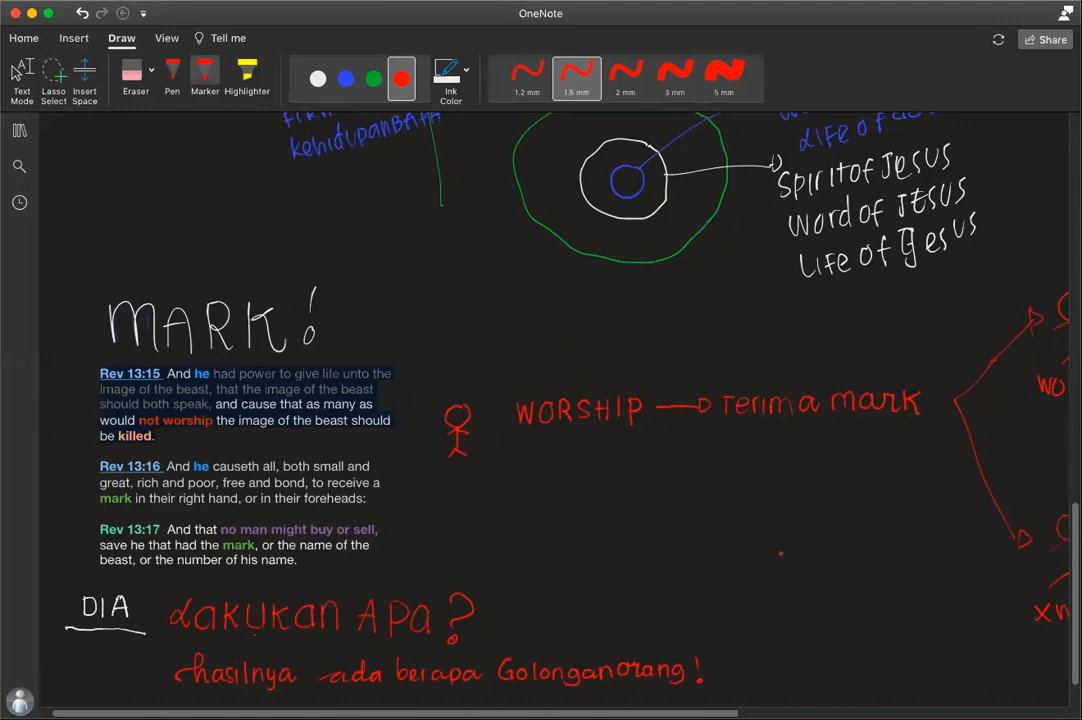 OneNote
Home Insert Draw View Tell me
Share
Text Mode
Lasso Select
Insert Space
Eraser
Pen
Marker
Highlighter
Ink Color
1.2 mm
1.6 mm
2 mm
3 mm
5 mm
kehidupan BAPA
Life of
Spirit of Jesus
Word of Jesus
Life of Jesus
MARK!
Rev 13:15 And he had power to give life unto the
image of the beast, that the image of the beast
should both speak, and cause that as many as
would not worship the image of the beast should
be killed.
Rev 13:16 And he causeth all, both small and
great, rich and poor, free and bond, to receive a
mark in their right hand, or in their foreheads:
Rev 13:17 And that no man might buy or sell,
save he that had the mark, or the name of the
beast, or the number of his name.
WORSHIP terima mark
wo
DIA LAKUKAN APA?
hasilnya ada berapa Golongan orang!